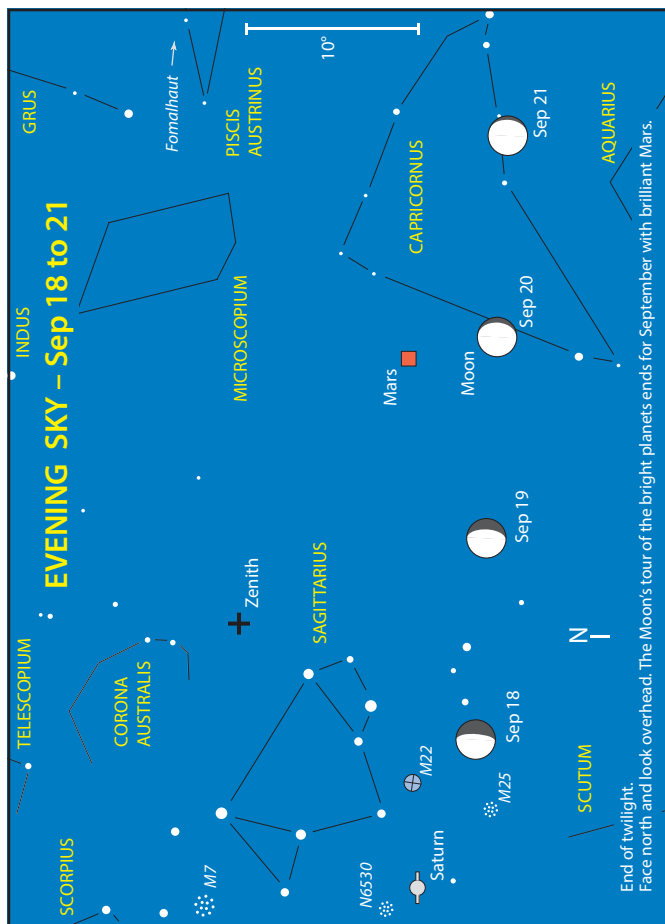 EVENING SKY – Sep 18 to 21
SCORPIUS
TELESCOPIUM
INDUS
GRUS
CORONA
AUSTRALIS
Fomalhaut →
PISCIS
AUSTRINUS
M7
Zenith
MICROSCOPIUM
10°
SAGITTARIUS
N6530
M22
Saturn
Mars
CAPRICORNUS
Moon
M25
Sep 18
Sep 19
Sep 20
Sep 21
SCUTUM
N
AQUARIUS
End of twilight.
Face north and look overhead. The Moon's tour of the bright planets ends for September with brilliant Mars.